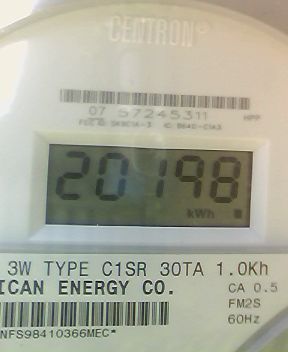 CENTRON
07 57245311 HPP
20198
kWh
3W TYPE C1SR 30TA 1.0Kh
ICAN ENERGY CO. CA 0.5
FM2S
NFS98410366MEC* 60Hz